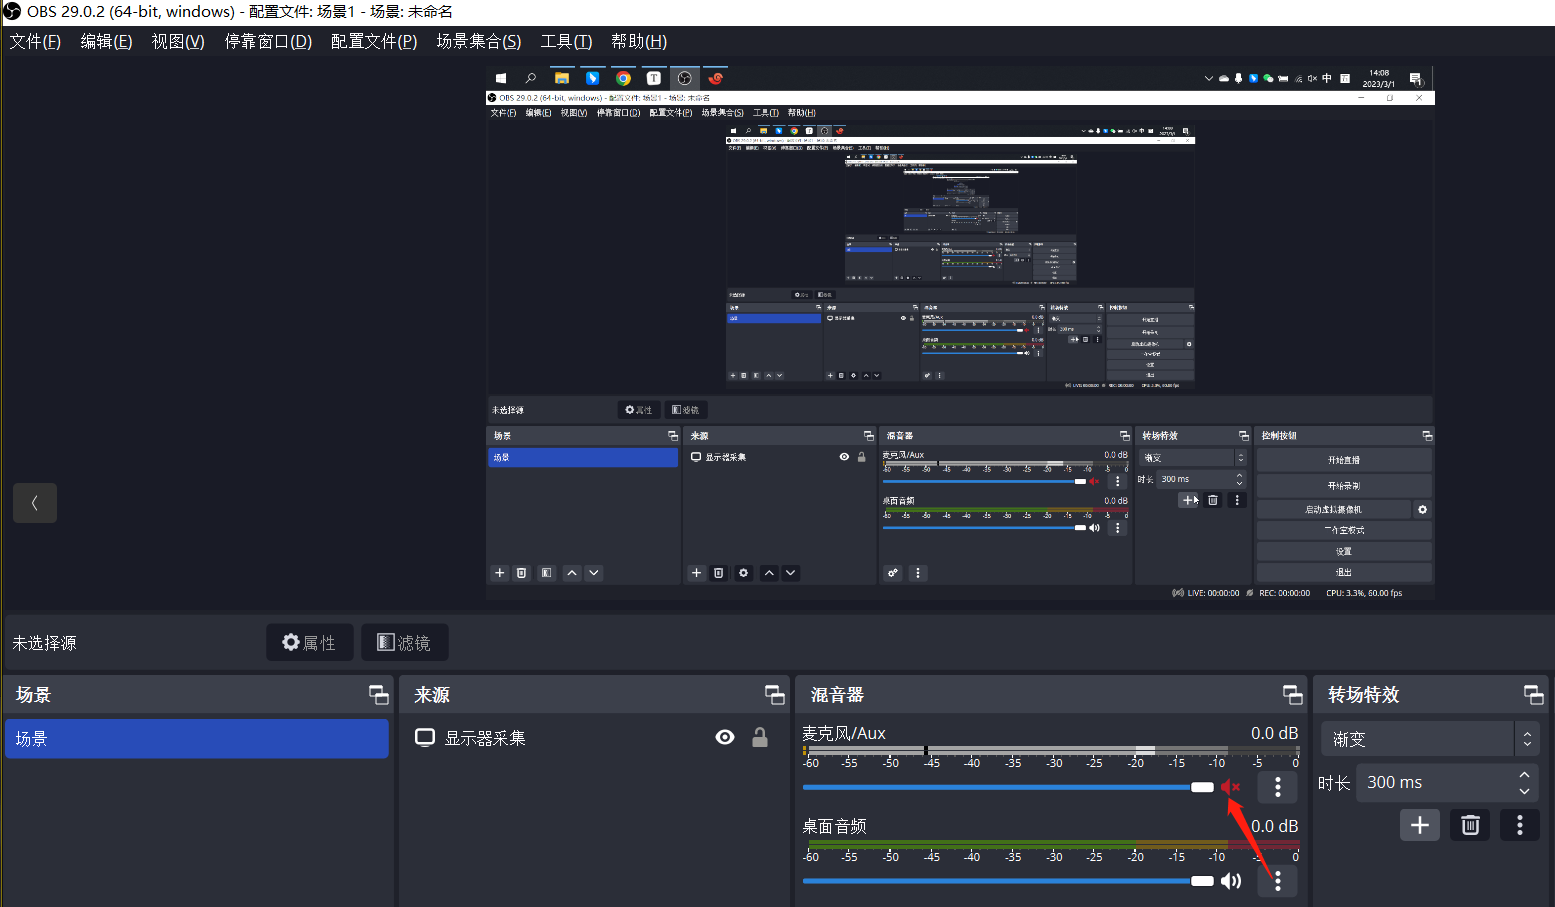 OBS 29.0.2 (64-bit, windows) - 配置文件: 场景1 - 场景: 未命名
文件(F) 编辑(E) 视图(V) 停靠窗口(D) 配置文件(P) 场景集合(S) 工具(T) 帮助(H)
中 14:08
2023/3/1
OBS 29.0.2 (64-bit, windows) - 配置文件: 场景1 - 场景: 未命名
文件(F) 编辑(E) 视图(V) 停靠窗口(D) 配置文件(P) 场景集合(S) 工具(T) 帮助(H)
未选择源 属性 滤镜
场景 来源 混音器 转场特效 控制按钮
场景 显示器采集 麦克风/Aux 0.0 dB 渐变 开始直播
-60 -55 -50 -45 -40 -35 -30 -25 -20 -15 -10 -5 0
时长 300 ms 开始录制
桌面音频 0.0 dB 启动虚拟摄像机
-60 -55 -50 -45 -40 -35 -30 -25 -20 -15 -10 -5 0
工作室模式
设置
退出
LIVE: 00:00:00 REC: 00:00:00 CPU: 3.3%, 60.00 fps
未选择源 属性 滤镜
场景 来源 混音器 转场特效
场景 显示器采集 麦克风/Aux 0.0 dB 渐变
-60 -55 -50 -45 -40 -35 -30 -25 -20 -15 -10 -5 0
时长 300 ms
桌面音频 0.0 dB
-60 -55 -50 -45 -40 -35 -30 -25 -20 -15 -10 -5 0